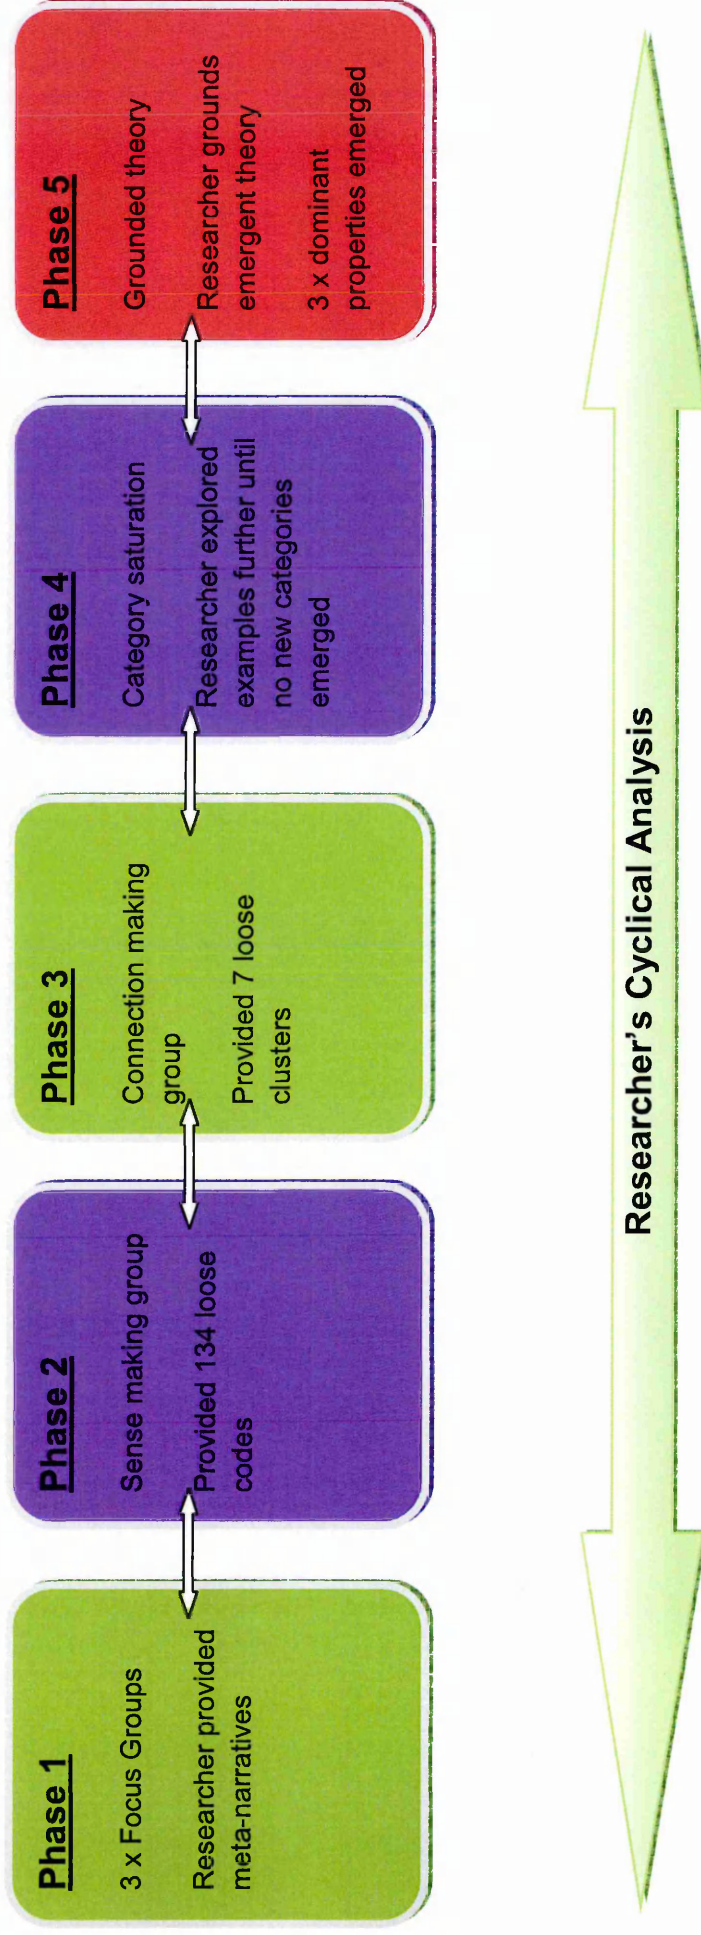 Phase 1
3 x Focus Groups
Researcher provided
meta-narratives
Phase 2
Sense making group
Provided 134 loose
codes
Phase 3
Connection making
group
Provided 7 loose
clusters
Phase 4
Category saturation
Researcher explored
examples further until
no new categories
emerged
Phase 5
Grounded theory
Researcher grounds
emergent theory
3 x dominant
properties emerged
Researcher's Cyclical Analysis